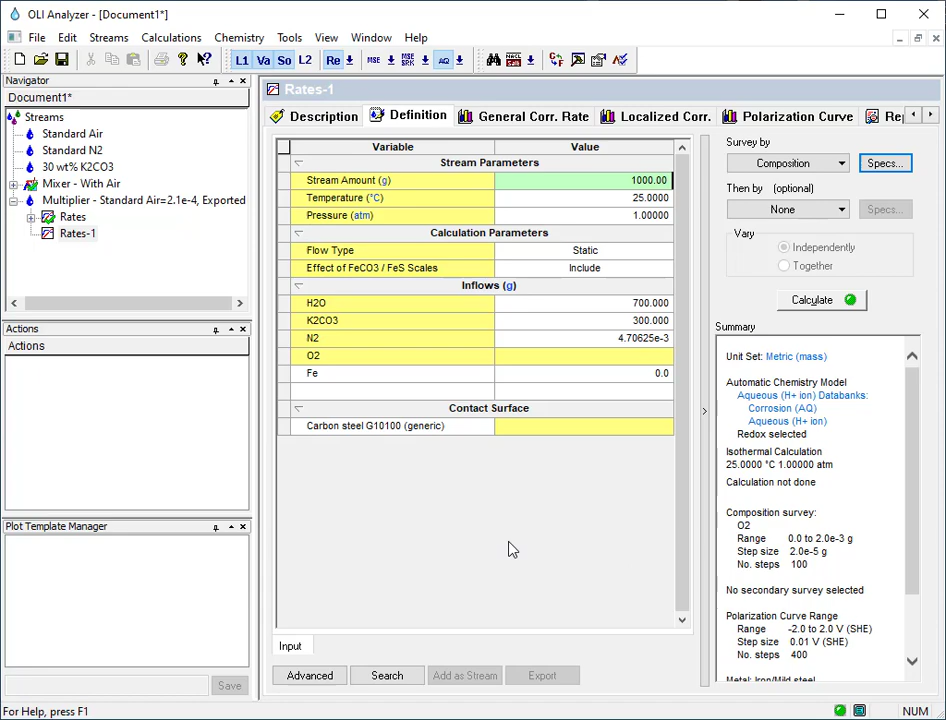 OLI Analyzer - [Document1*]
File Edit Streams Calculations Chemistry Tools View Window Help
L1 Va So L2 Re MSE MSE SRK AQ
Navigator
Document1*
Streams
Standard Air
Standard N2
30 wt% K2CO3
Mixer - With Air
Multiplier - Standard Air=2.1e-4, Exported
Rates
Rates-1
Actions
Actions
Plot Template Manager
Save
Rates-1
Description Definition General Corr. Rate Localized Corr. Polarization Curve Rep
Variable Value
Stream Parameters
Stream Amount (g) 1000.00
Temperature (°C) 25.0000
Pressure (atm) 1.00000
Calculation Parameters
Flow Type Static
Effect of FeCO3 / FeS Scales Include
Inflows (g)
H2O 700.000
K2CO3 300.000
N2 4.70625e-3
O2
Fe 0.0
Contact Surface
Carbon steel G10100 (generic)
Input
Advanced Search Add as Stream Export
Survey by
Composition Specs...
Then by (optional)
None Specs...
Vary
Independently
Together
Calculate
Summary
Unit Set: Metric (mass)
Automatic Chemistry Model
Aqueous (H+ ion) Databanks:
Corrosion (AQ)
Aqueous (H+ ion)
Redox selected
Isothermal Calculation
25.0000 °C 1.00000 atm
Calculation not done
Composition survey:
O2
Range 0.0 to 2.0e-3 g
Step size 2.0e-5 g
No. steps 100
No secondary survey selected
Polarization Curve Range
Range -2.0 to 2.0 V (SHE)
Step size 0.01 V (SHE)
No. steps 400
Metal: Iron/Mild steel
For Help, press F1
NUM